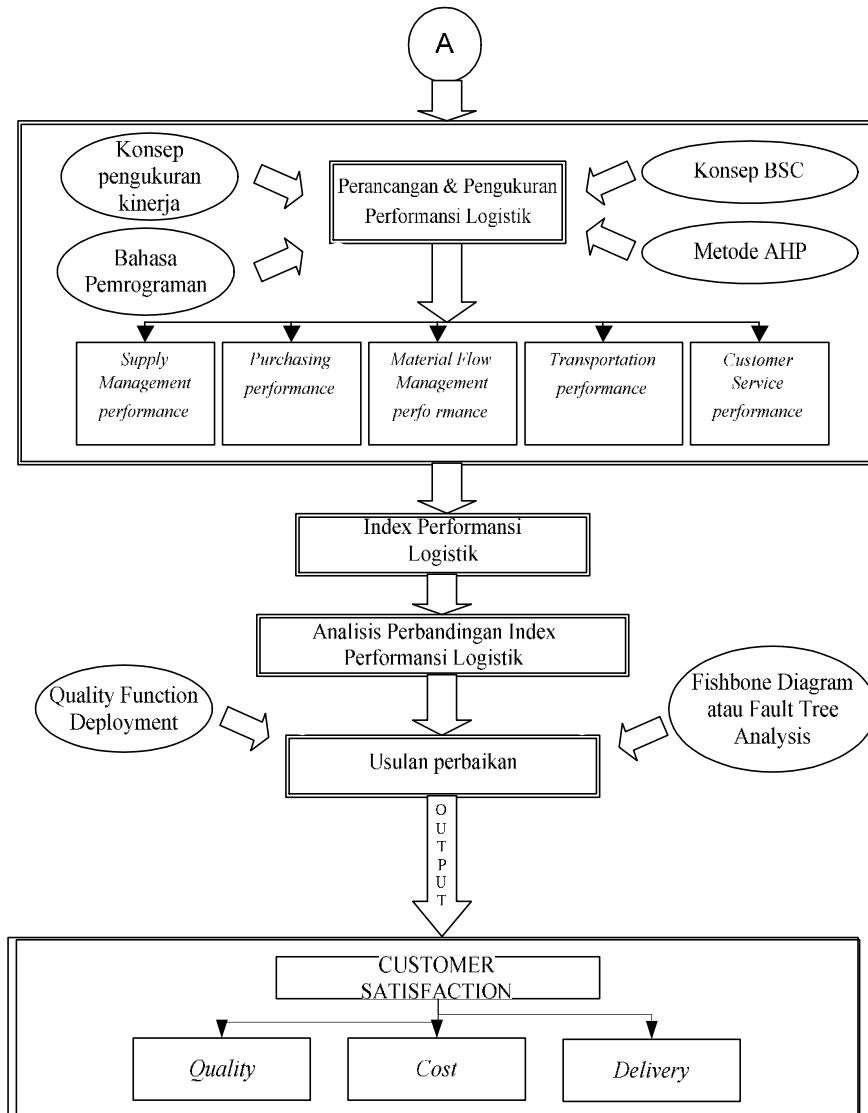 A
Konsep
pengukuran
kinerja
Perancangan & Pengukuran
Performansi Logistik
Konsep BSC
Bahasa
Pemrograman
Metode AHP
Supply
Management
performance
Purchasing
performance
Material Flow
Management
perfo rmance
Transportation
performance
Customer
Service
performance
Index Performansi
Logistik
Analisis Perbandingan Index
Performansi Logistik
Quality Function
Deployment
Fishbone Diagram
atau Fault Tree
Analysis
Usulan perbaikan
OUTPUT
CUSTOMER
SATISFACTION
Quality
Cost
Delivery